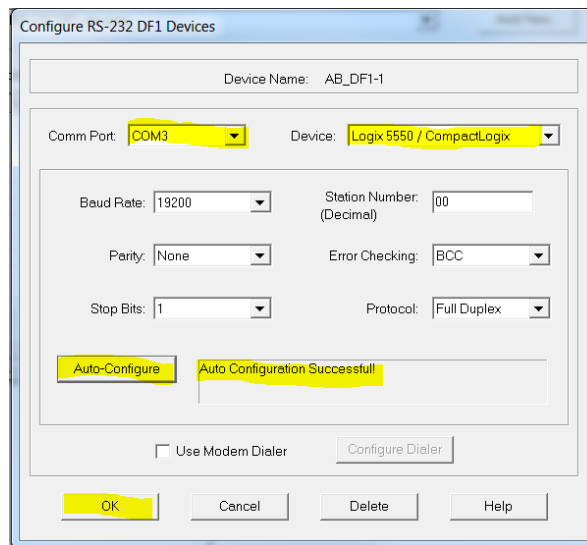 Configure RS-232 DF1 Devices
Device Name: AB_DF1-1
Comm Port: COM3 Device: Logix 5550 / CompactLogix
Baud Rate: 19200 Station Number: 00
(Decimal)
Parity: None Error Checking: BCC
Stop Bits: 1 Protocol: Full Duplex
Auto-Configure Auto Configuration Successful!
Use Modem Dialer Configure Dialer
OK Cancel Delete Help